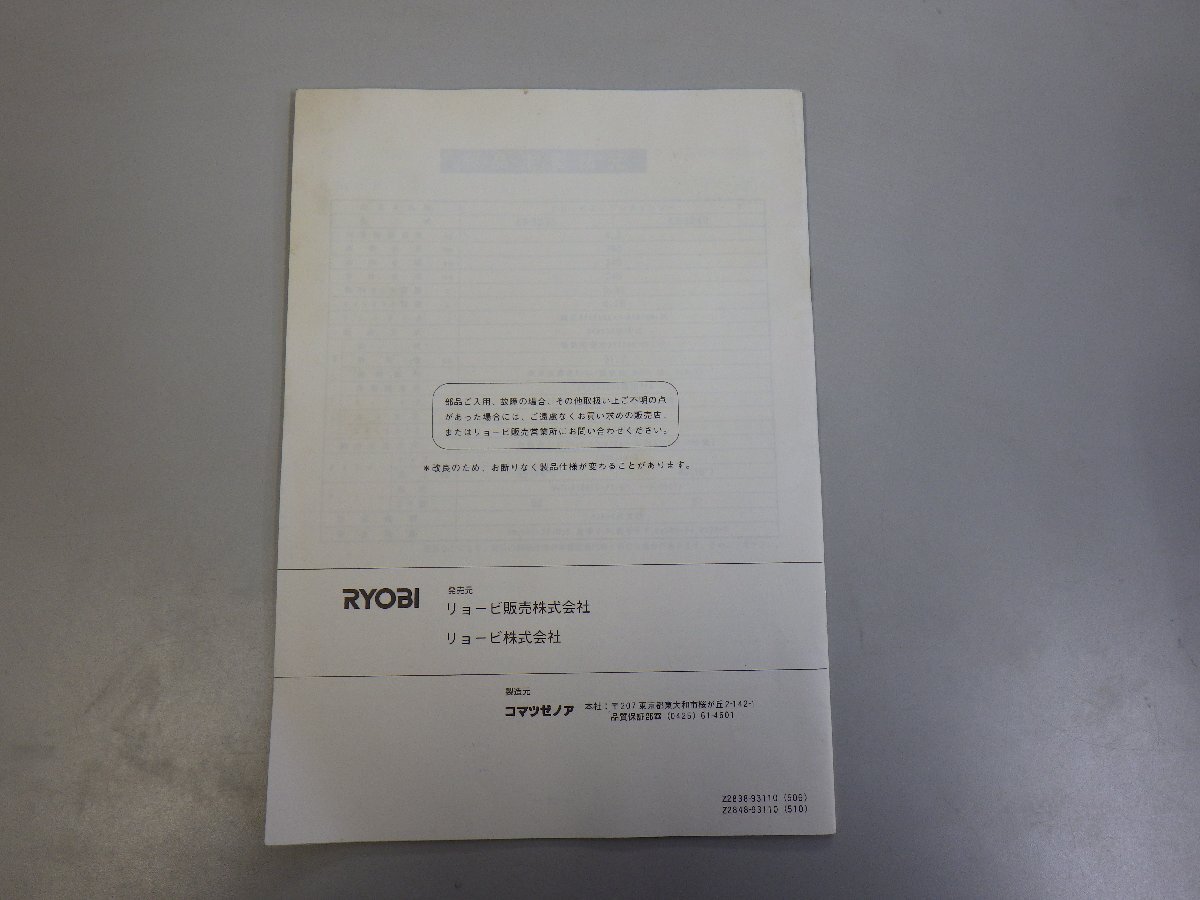 部品ご入用、故障の場合、その他取扱い上ご不明の点
があった場合には、ご遠慮なくお買い求めの販売店、
またはリョービ販売営業所にお問い合わせください。
*改良のため、お断りなく製品仕様が変わることがあります。
RYOBI
発売元
リョービ販売株式会社
リョービ株式会社
製造元
コマツゼノア
本社:〒207 東京都東大和市桜が丘2-142-1
品質保証部☎(0425) 61-4601
Z2838-93110 (509)
Z2848-93110 (510)